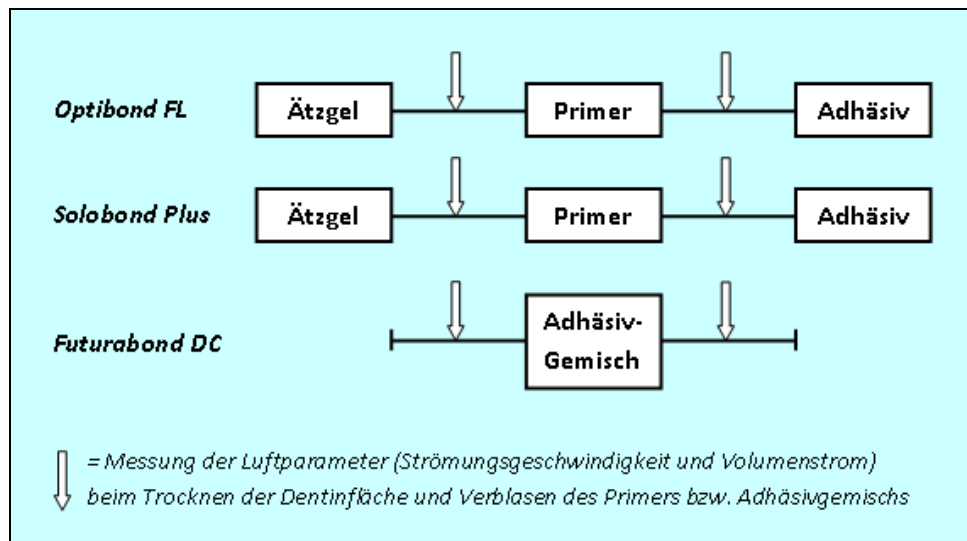 Optibond FL Ätzgel Primer Adhäsiv
Solobond Plus Ätzgel Primer Adhäsiv
Futurabond DC Adhäsiv-
Gemisch
= Messung der Luftparameter (Strömungsgeschwindigkeit und Volumenstrom)
beim Trocknen der Dentinfläche und Verblasen des Primers bzw. Adhäsivgemischs